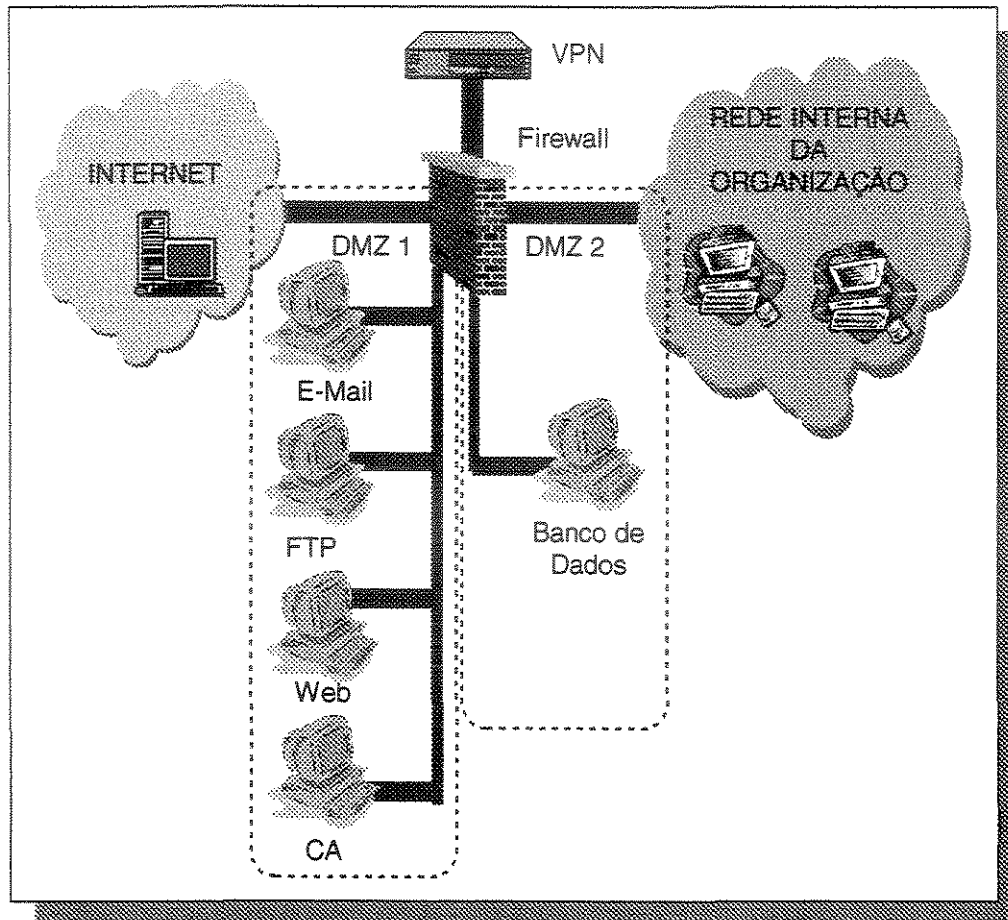 VPN
Firewall
INTERNET
REDE INTERNA
DA
ORGANIZAÇÃO
DMZ 1
DMZ 2
E-Mail
FTP
Banco de
Dados
Web
CA